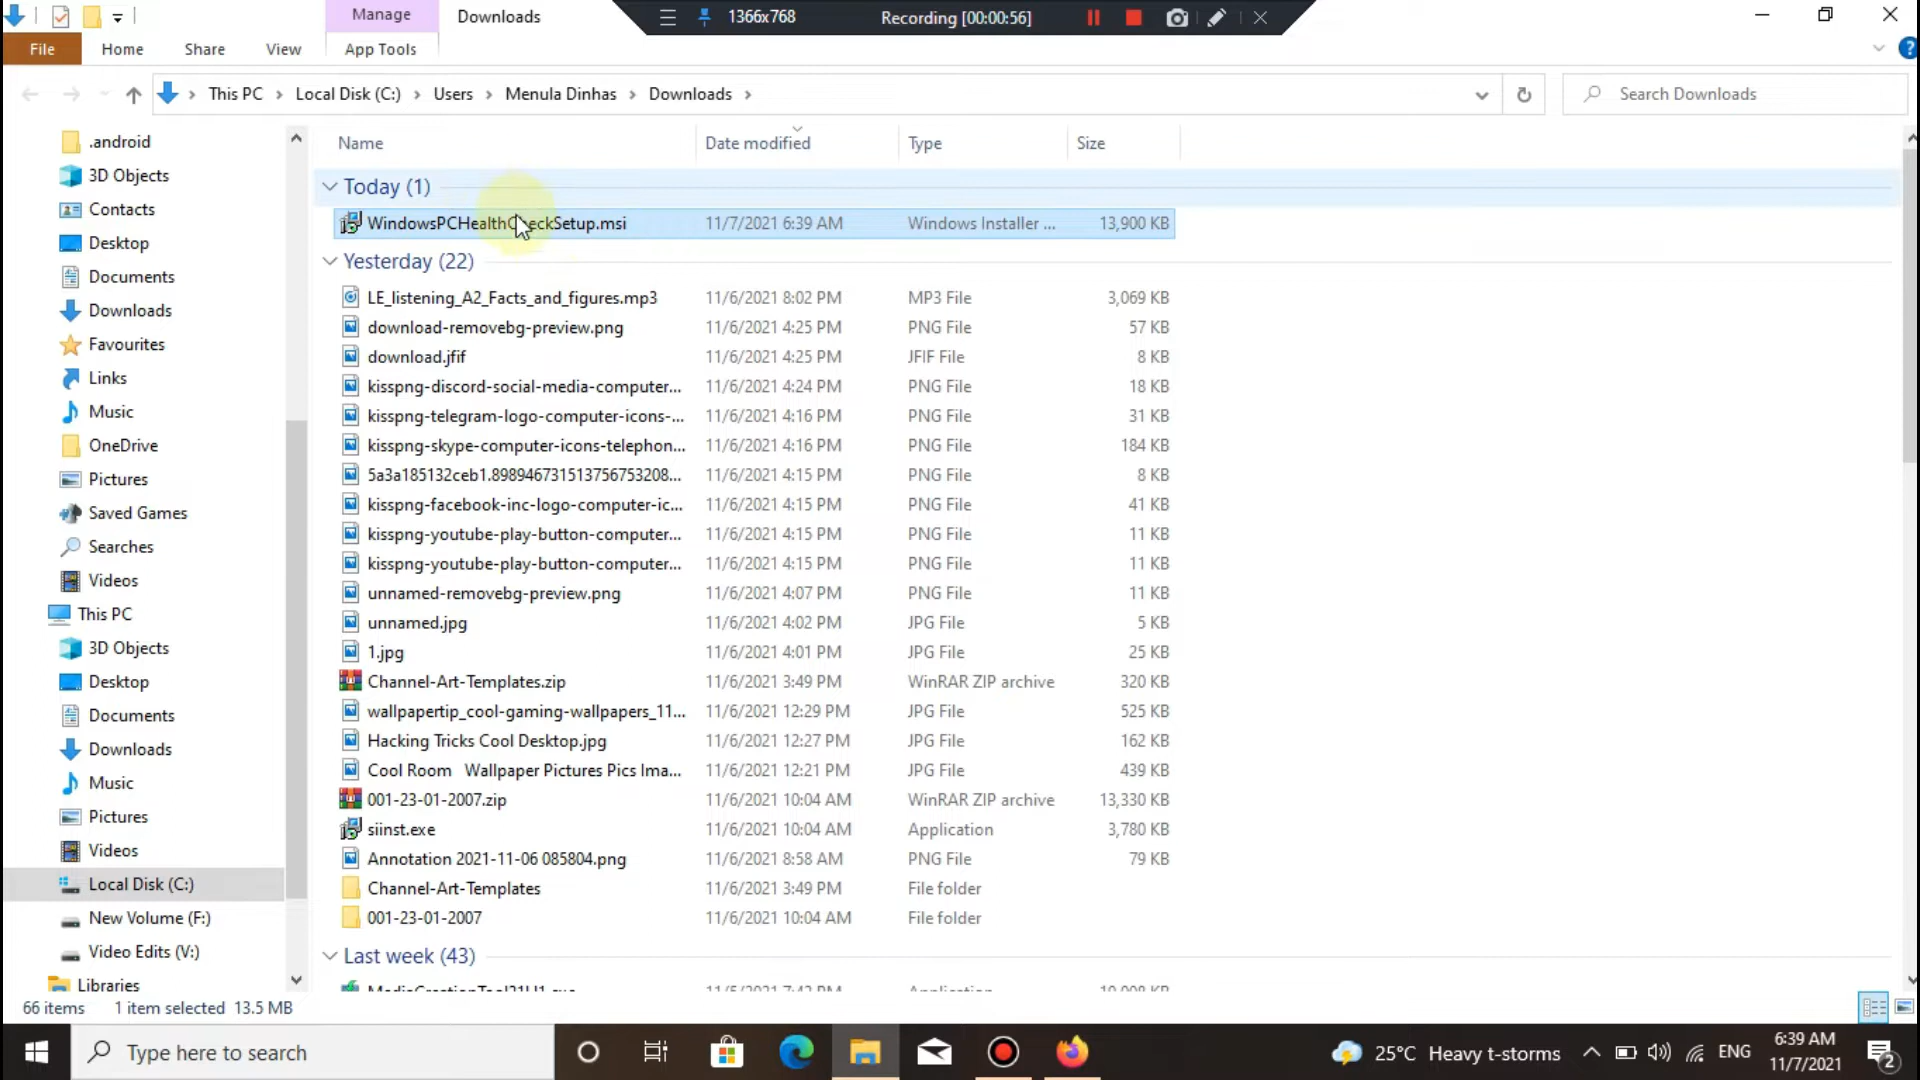 Manage
Downloads
1366x768
Recording [00:00:56]
File
Home
Share
View
App Tools
This PC
Local Disk (C:)
Users
Menula Dinhas
Downloads
Search Downloads
Name
Date modified
Type
Size
.android
3D Objects
Contacts
Desktop
Documents
Downloads
Favourites
Links
Music
OneDrive
Pictures
Saved Games
Searches
Videos
This PC
3D Objects
Desktop
Documents
Downloads
Music
Pictures
Videos
Local Disk (C:)
New Volume (F:)
Video Edits (V:)
Libraries
Today (1)
WindowsPCHealthCheckSetup.msi 11/7/2021 6:39 AM Windows Installer ... 13,900 KB
Yesterday (22)
LE_listening_A2_Facts_and_figures.mp3 11/6/2021 8:02 PM MP3 File 3,069 KB
download-removebg-preview.png 11/6/2021 4:25 PM PNG File 57 KB
download.jfif 11/6/2021 4:25 PM JFIF File 8 KB
kisspng-discord-social-media-computer... 11/6/2021 4:24 PM PNG File 18 KB
kisspng-telegram-logo-computer-icons-... 11/6/2021 4:16 PM PNG File 31 KB
kisspng-skype-computer-icons-telephon... 11/6/2021 4:16 PM PNG File 184 KB
5a3a185132ceb1.898946731513756753208... 11/6/2021 4:15 PM PNG File 8 KB
kisspng-facebook-inc-logo-computer-ic... 11/6/2021 4:15 PM PNG File 41 KB
kisspng-youtube-play-button-computer... 11/6/2021 4:15 PM PNG File 11 KB
kisspng-youtube-play-button-computer... 11/6/2021 4:15 PM PNG File 11 KB
unnamed-removebg-preview.png 11/6/2021 4:07 PM PNG File 11 KB
unnamed.jpg 11/6/2021 4:02 PM JPG File 5 KB
1.jpg 11/6/2021 4:01 PM JPG File 25 KB
Channel-Art-Templates.zip 11/6/2021 3:49 PM WinRAR ZIP archive 320 KB
wallpapertip_cool-gaming-wallpapers_11... 11/6/2021 12:29 PM JPG File 525 KB
Hacking Tricks Cool Desktop.jpg 11/6/2021 12:27 PM JPG File 162 KB
Cool Room Wallpaper Pictures Pics Ima... 11/6/2021 12:21 PM JPG File 439 KB
001-23-01-2007.zip 11/6/2021 10:04 AM WinRAR ZIP archive 13,330 KB
siinst.exe 11/6/2021 10:04 AM Application 3,780 KB
Annotation 2021-11-06 085804.png 11/6/2021 8:58 AM PNG File 79 KB
Channel-Art-Templates 11/6/2021 3:49 PM File folder
001-23-01-2007 11/6/2021 10:04 AM File folder
Last week (43)
66 items 1 item selected 13.5 MB
Type here to search
25°C Heavy t-storms
ENG
6:39 AM
11/7/2021
2